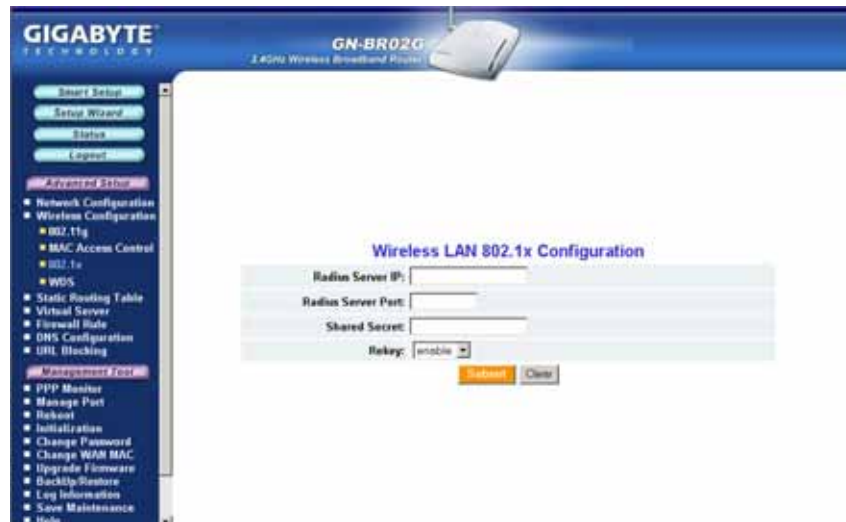 GIGABYTE
TECHNOLOGY
GN-BR02G
2.4GHz Wireless Broadband Router
Smart Setup
Setup Wizard
Status
Logout
Advanced Setup
Network Configuration
Wireless Configuration
802.11g
MAC Access Control
802.1x
WDS
Static Routing Table
Virtual Server
Firewall Rule
DNS Configuration
URL Blocking
Management Tool
PPP Monitor
Manage Port
Reboot
Initialization
Change Password
Change WAN MAC
Upgrade Firmware
BackUp/Restore
Log Information
Save Maintenance
Help
Wireless LAN 802.1x Configuration
Radius Server IP:
Radius Server Port:
Shared Secret:
Rekey: enable
Submit Clear